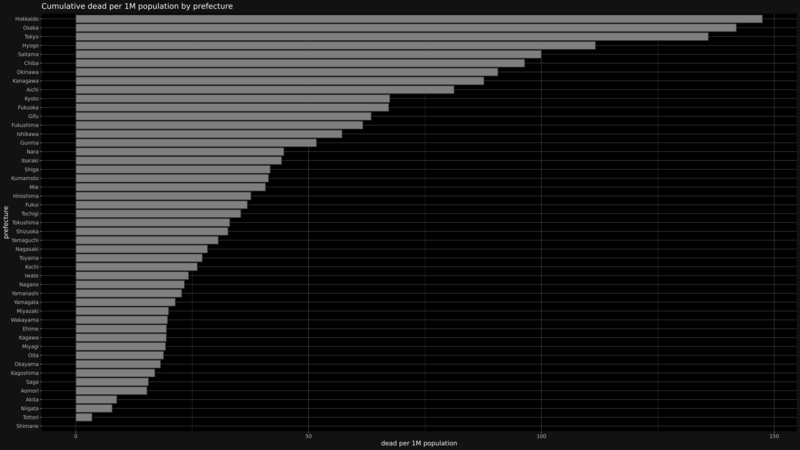 Cumulative dead per 1M population by prefecture
Hokkaido
Osaka
Tokyo
Hyogo
Saitama
Chiba
Okinawa
Kanagawa
Aichi
Kyoto
Fukuoka
Gifu
Fukushima
Ishikawa
Gunma
Nara
Ibaraki
Shiga
Kumamoto
Mie
Hiroshima
Fukui
Tochigi
Tokushima
Shizuoka
Yamaguchi
Nagasaki
Toyama
Kochi
Iwate
Nagano
Yamanashi
Yamagata
Miyazaki
Wakayama
Ehime
Kagawa
Miyagi
Oita
Okayama
Kagoshima
Saga
Aomori
Akita
Niigata
Tottori
Shimane
prefecture
0 50 100 150
dead per 1M population